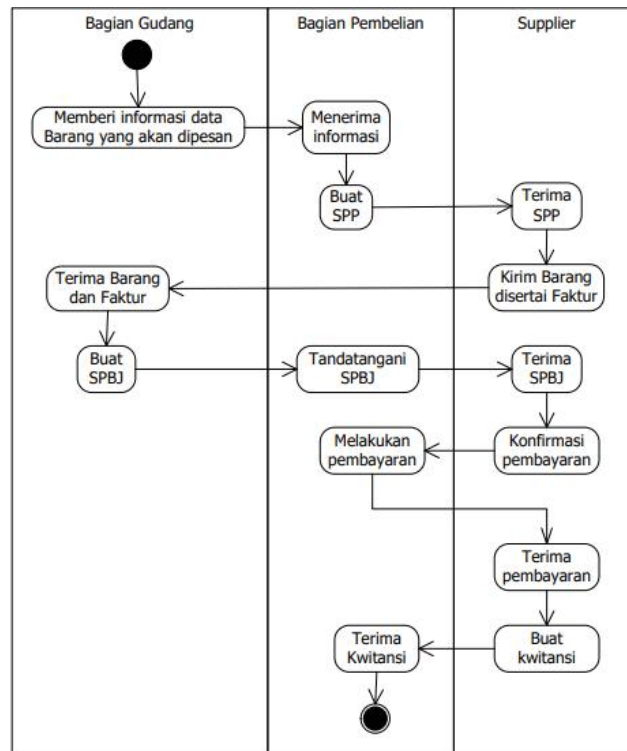 Bagian Gudang
Bagian Pembelian
Supplier
Memberi informasi data
Barang yang akan dipesan
Menerima
informasi
Buat
SPP
Terima
SPP
Kirim Barang
disertai Faktur
Terima Barang
dan Faktur
Buat
SPBJ
Tandatangani
SPBJ
Terima
SPBJ
Konfirmasi
pembayaran
Melakukan
pembayaran
Terima
pembayaran
Buat
kwitansi
Terima
Kwitansi